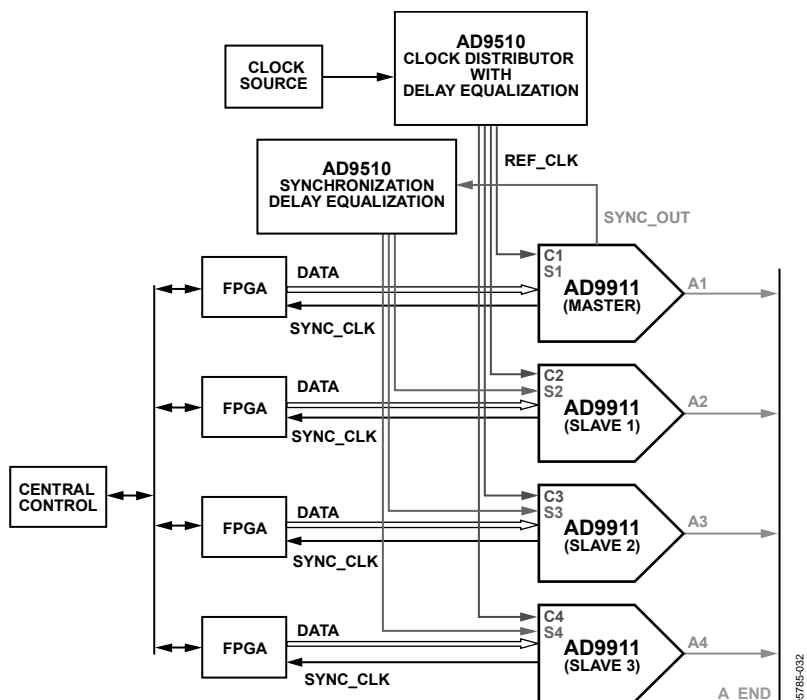 AD9510
CLOCK DISTRIBUTOR
WITH
DELAY EQUALIZATION
CLOCK
SOURCE
AD9510
SYNCHRONIZATION
DELAY EQUALIZATION
REF_CLK
SYNC_OUT
FPGA
DATA
SYNC_CLK
C1
S1
AD9911
(MASTER)
A1
FPGA
DATA
SYNC_CLK
C2
S2
AD9911
(SLAVE 1)
A2
CENTRAL
CONTROL
FPGA
DATA
SYNC_CLK
C3
S3
AD9911
(SLAVE 2)
A3
FPGA
DATA
SYNC_CLK
C4
S4
AD9911
(SLAVE 3)
A4
A_END
5785-032